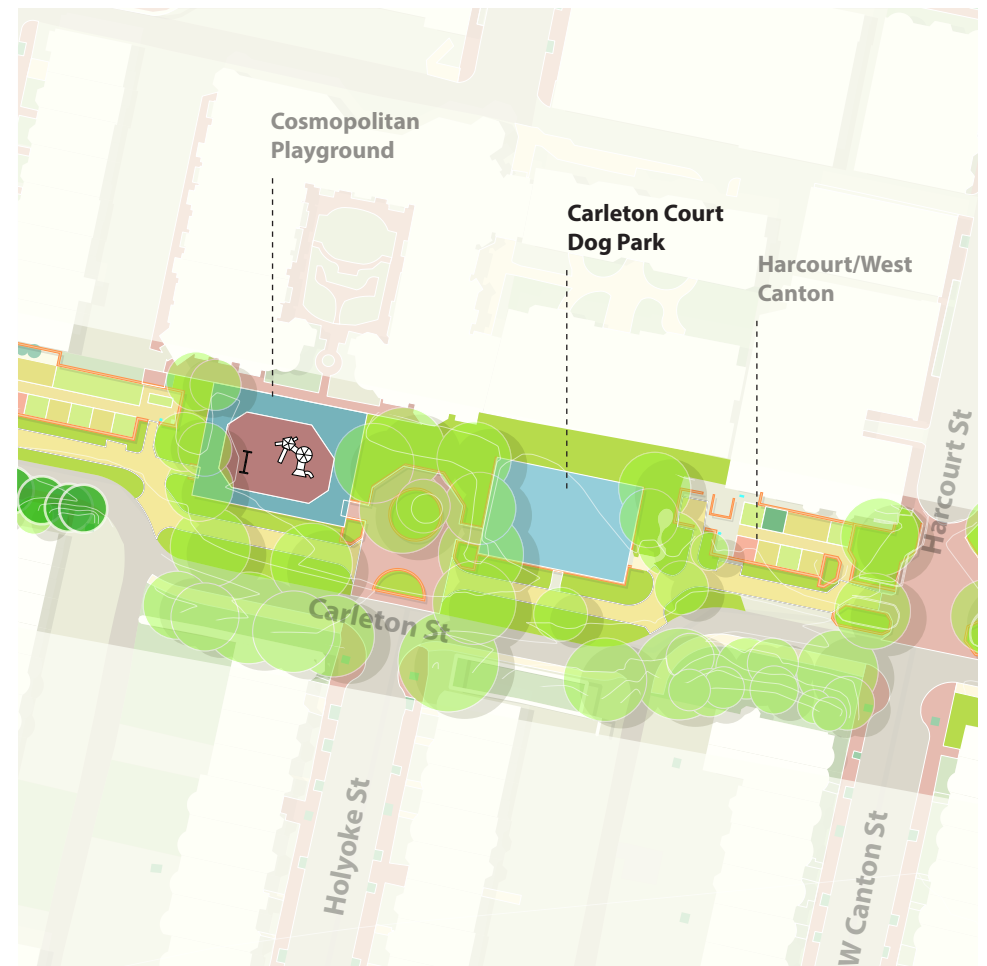 Cosmopolitan
Playground
Carleton Court
Dog Park
Harcourt/West
Canton
Harcourt St
Carleton St
Holyoke St
W Canton St